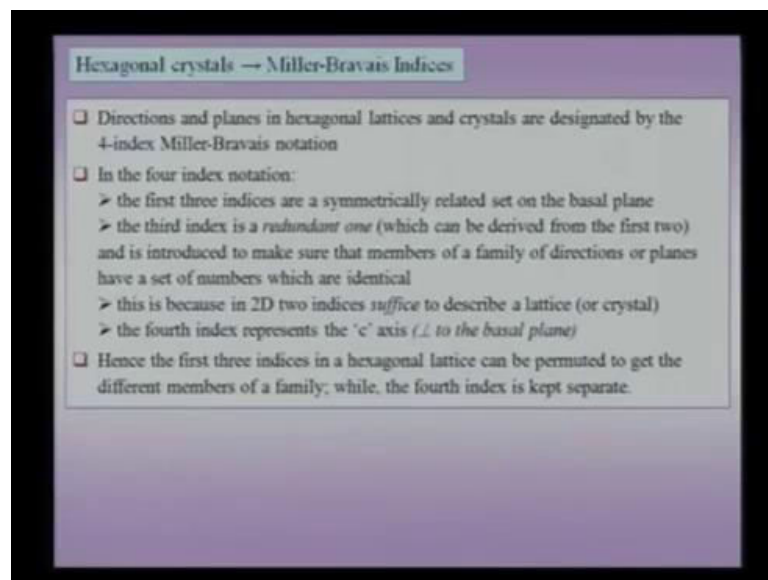 Hexagonal crystals → Miller-Bravais Indices
❑ Directions and planes in hexagonal lattices and crystals are designated by the
4-index Miller-Bravais notation
❑ In the four index notation:
➢ the first three indices are a symmetrically related set on the basal plane
➢ the third index is a redundant one (which can be derived from the first two)
and is introduced to make sure that members of a family of directions or planes
have a set of numbers which are identical
➢ this is because in 2D two indices suffice to describe a lattice (or crystal)
➢ the fourth index represents the 'c' axis (⊥ to the basal plane)
❑ Hence the first three indices in a hexagonal lattice can be permuted to get the
different members of a family; while, the fourth index is kept separate.